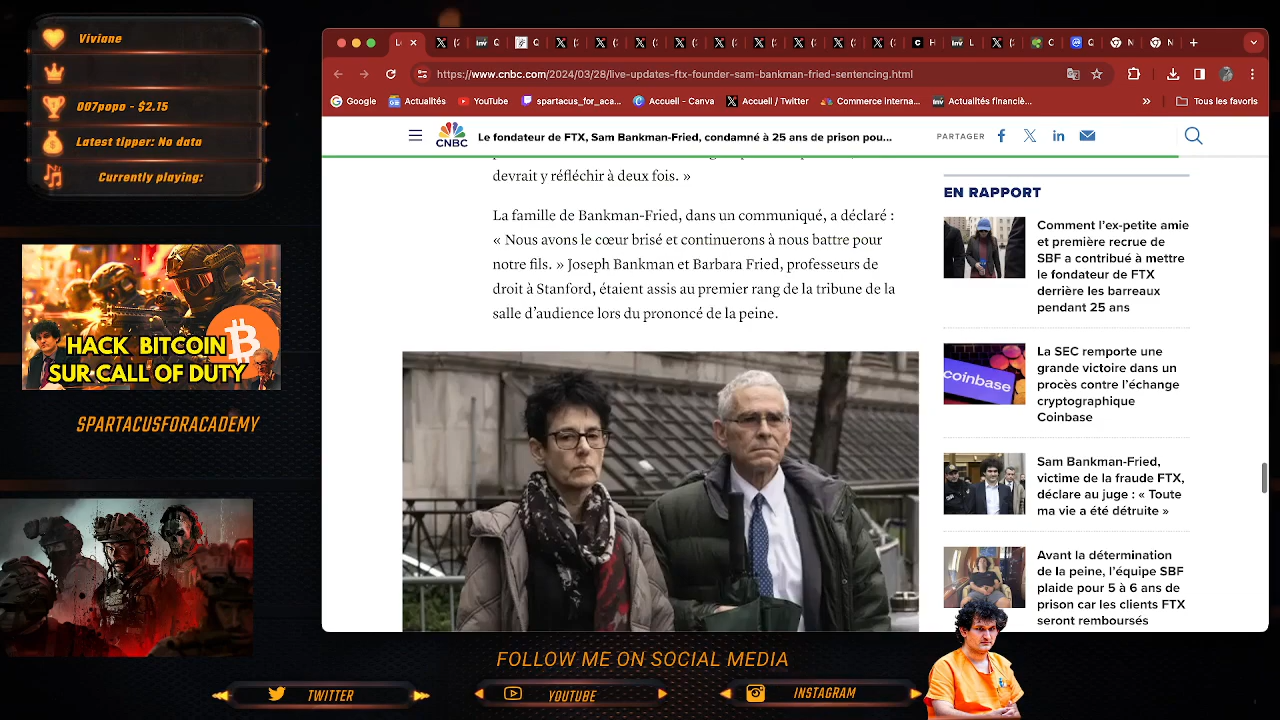 Viviane
007popo - $2.15
Latest tipper: No data
Currently playing:
HACK BITCOIN
SUR CALL OF DUTY
SPARTACUSFORACADEMY
https://www.cnbc.com/2024/03/28/live-updates-ftx-founder-sam-bankman-fried-sentencing.html
Google
Actualités
YouTube
spartacus_for_aca...
Accueil - Canva
Accueil / Twitter
Commerce interna...
Actualités financiè...
Tous les favoris
CNBC
Le fondateur de FTX, Sam Bankman-Fried, condamné à 25 ans de prison pou...
PARTAGER
devrait y réfléchir à deux fois. »
La famille de Bankman-Fried, dans un communiqué, a déclaré :
« Nous avons le cœur brisé et continuerons à nous battre pour
notre fils. » Joseph Bankman et Barbara Fried, professeurs de
droit à Stanford, étaient assis au premier rang de la tribune de la
salle d'audience lors du prononcé de la peine.
EN RAPPORT
Comment l'ex-petite amie
et première recrue de
SBF a contribué à mettre
le fondateur de FTX
derrière les barreaux
pendant 25 ans
coinbase
La SEC remporte une
grande victoire dans un
procès contre l'échange
cryptographique
Coinbase
Sam Bankman-Fried,
victime de la fraude FTX,
déclare au juge : « Toute
ma vie a été détruite »
Avant la détermination
de la peine, l'équipe SBF
plaide pour 5 à 6 ans de
prison car les clients FTX
seront remboursés
FOLLOW ME ON SOCIAL MEDIA
TWITTER
YOUTUBE
INSTAGRAM